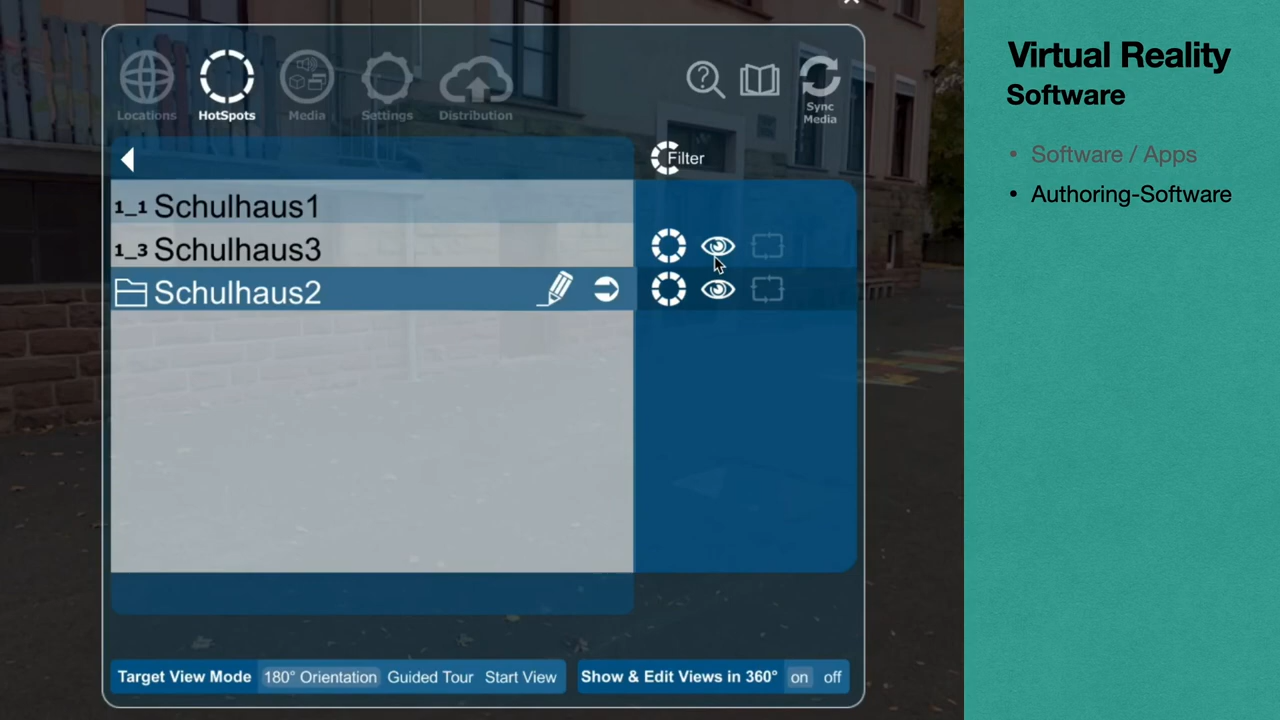 Locations
HotSpots
Media
Settings
Distribution
Sync
Media
Filter
1_1 Schulhaus1
1_3 Schulhaus3
Schulhaus2
Target View Mode 180° Orientation Guided Tour Start View
Show & Edit Views in 360° on off
Virtual Reality
Software
• Software / Apps
• Authoring-Software